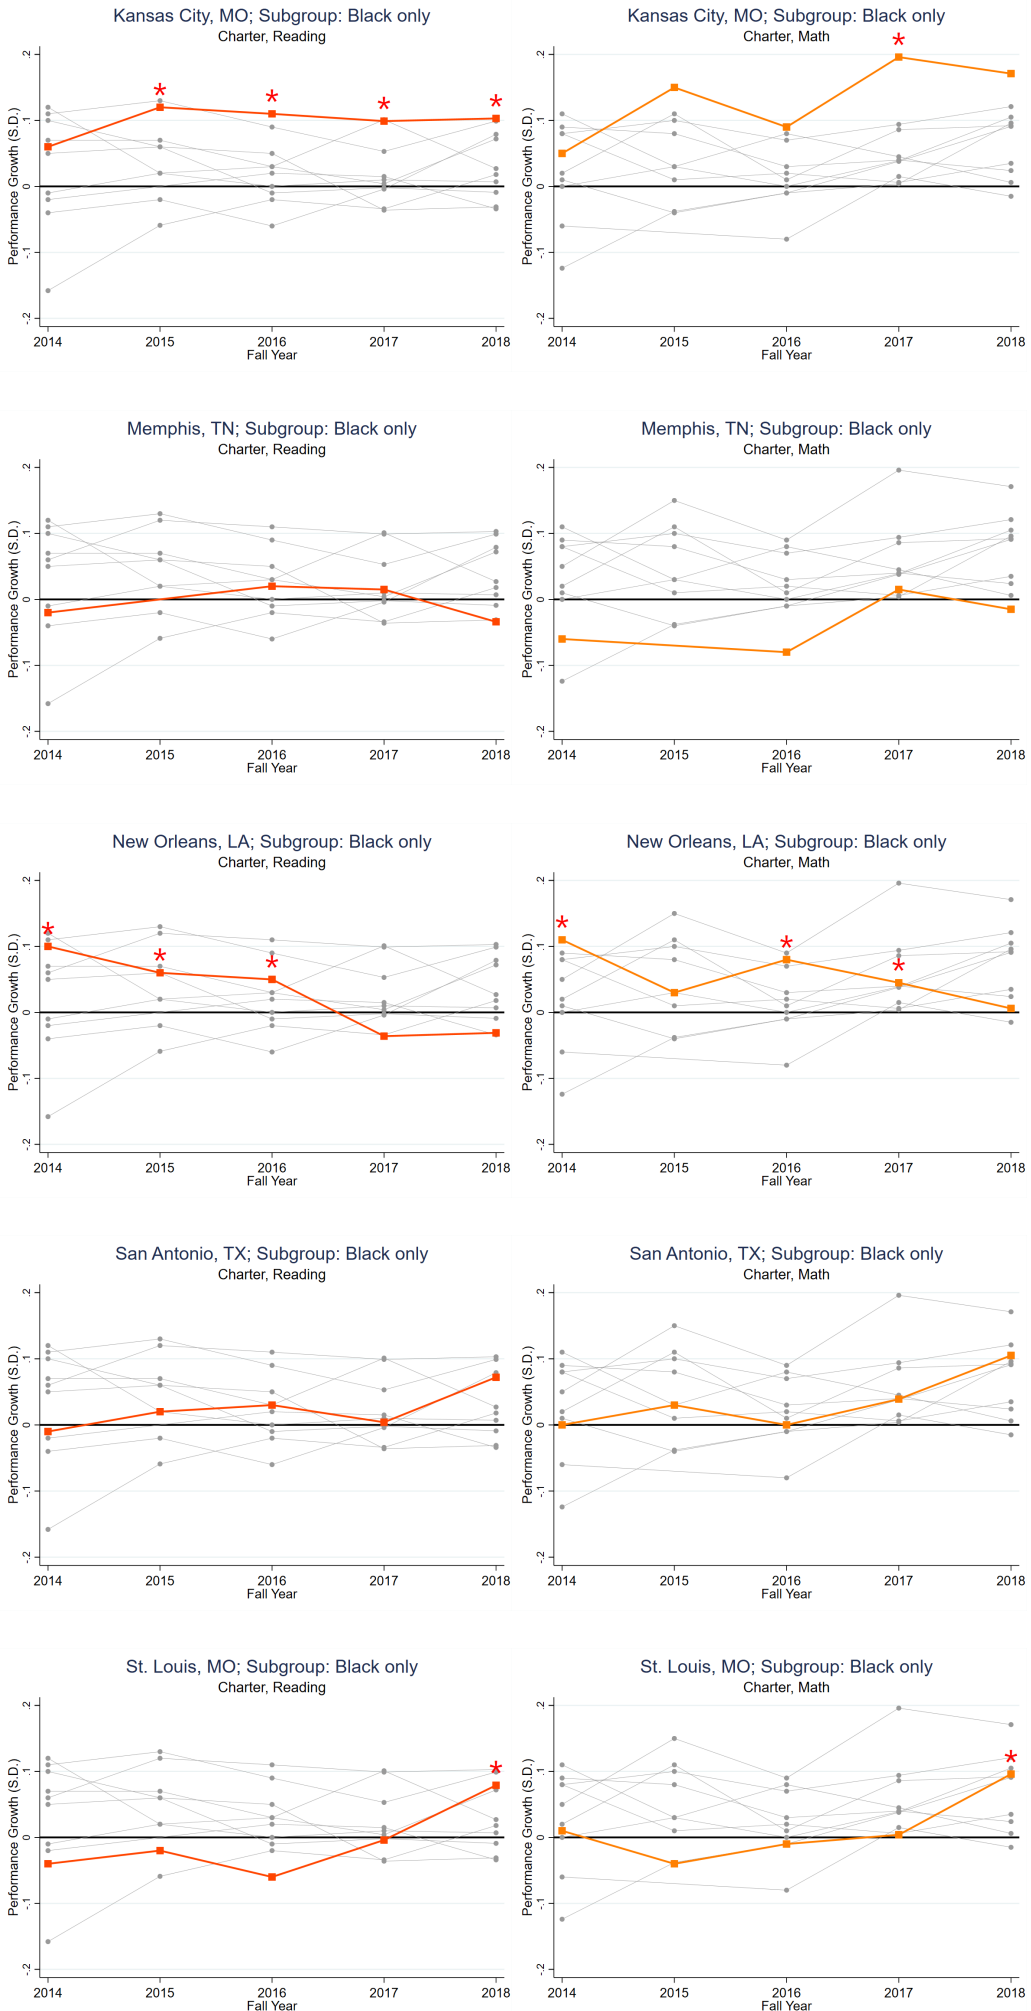 Kansas City, MO; Subgroup: Black only
Charter, Reading
Performance Growth (S.D.)
.2
.1
0
-.1
-.2
2014 2015 2016 2017 2018
Fall Year
Kansas City, MO; Subgroup: Black only
Charter, Math
Performance Growth (S.D.)
.2
.1
0
-.1
-.2
2014 2015 2016 2017 2018
Fall Year
Memphis, TN; Subgroup: Black only
Charter, Reading
Performance Growth (S.D.)
.2
.1
0
-.1
-.2
2014 2015 2016 2017 2018
Fall Year
Memphis, TN; Subgroup: Black only
Charter, Math
Performance Growth (S.D.)
.2
.1
0
-.1
-.2
2014 2015 2016 2017 2018
Fall Year
New Orleans, LA; Subgroup: Black only
Charter, Reading
Performance Growth (S.D.)
.2
.1
0
-.1
-.2
2014 2015 2016 2017 2018
Fall Year
New Orleans, LA; Subgroup: Black only
Charter, Math
Performance Growth (S.D.)
.2
.1
0
-.1
-.2
2014 2015 2016 2017 2018
Fall Year
San Antonio, TX; Subgroup: Black only
Charter, Reading
Performance Growth (S.D.)
.2
.1
0
-.1
-.2
2014 2015 2016 2017 2018
Fall Year
San Antonio, TX; Subgroup: Black only
Charter, Math
Performance Growth (S.D.)
.2
.1
0
-.1
-.2
2014 2015 2016 2017 2018
Fall Year
St. Louis, MO; Subgroup: Black only
Charter, Reading
Performance Growth (S.D.)
.2
.1
0
-.1
-.2
2014 2015 2016 2017 2018
Fall Year
St. Louis, MO; Subgroup: Black only
Charter, Math
Performance Growth (S.D.)
.2
.1
0
-.1
-.2
2014 2015 2016 2017 2018
Fall Year